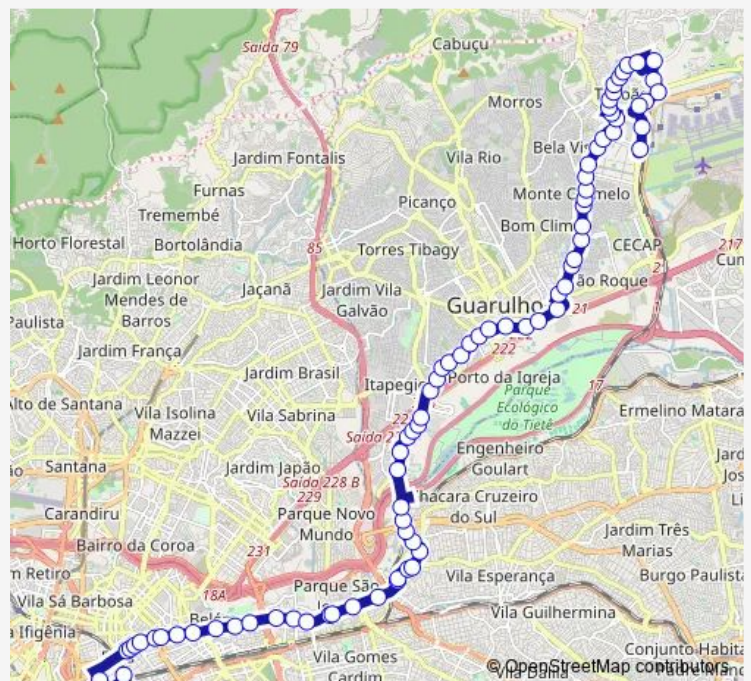 Saída 79
Cabuçu
Morros
Jardim Fontalis
Vila Rio
Furnas
Picanço
Tremembé
Bom Clim
Horto Florestal
Bortolândia
Torres Tibagy
CECAP
217
85
2
Jardim Leonor
Mendes de
Barros
Jaçanã
Jardim Vila
Galvão
ão Roque
Paulista
Guarulho
21
Jardim França
222
Jardim Brasil
Itapegi
Porto da Igreja
17
Parque
Ecológico
do Tietê
Alto de Santana
Vila Isolina
Mazzei
Vila Sabrina
Ermelino Matara
Saída 2
Engenheiro
Goulart
Santana
Jardim Japão
Saída 228 B
229
Chácara Cruzeiro
do Sul
Carandiru
Parque Novo
Mundo
Jardim Três
Marias
Bairro da Coroa
231
m Retiro
Parque São
Vila Esperança
Burgo Paulist
18A
Vila Sá Barbosa
Vila Guilhermina
a Ifigênia
Vila Gomes
Cardim
Conjunto Habita
© OpenStreetMap contributors
Vila Dalila